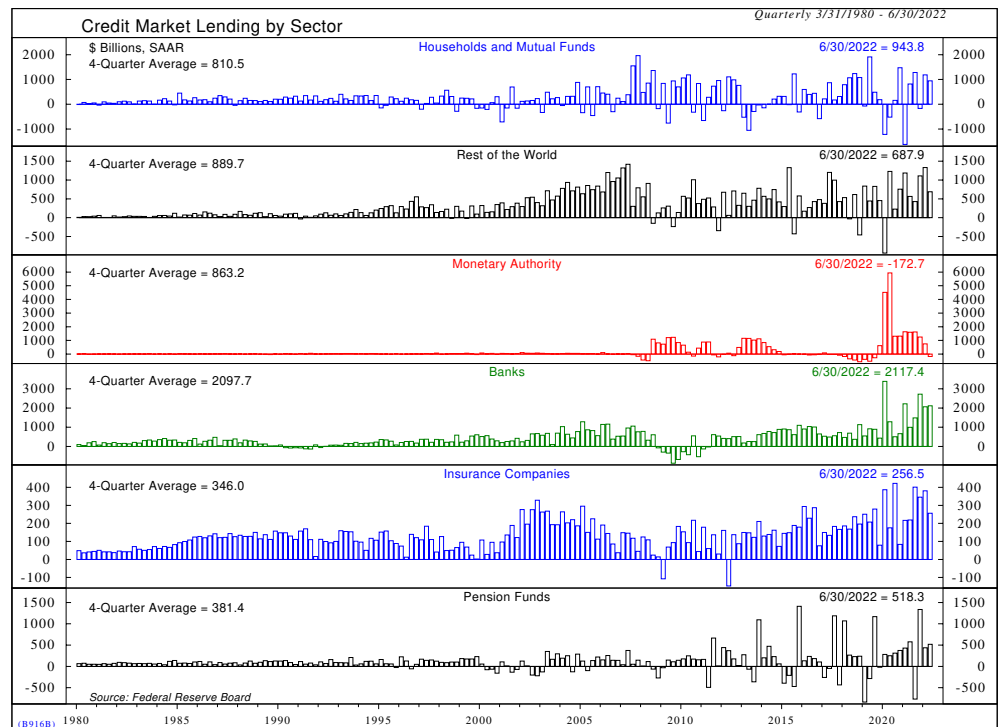 Credit Market Lending by Sector
Quarterly 3/31/1980 - 6/30/2022
$ Billions, SAAR
Households and Mutual Funds
6/30/2022 = 943.8
4-Quarter Average = 810.5
2000 2000
1000 1000
0 0
-1000 -1000
Rest of the World
6/30/2022 = 687.9
4-Quarter Average = 889.7
1500 1500
1000 1000
500 500
0 0
-500 -500
Monetary Authority
6/30/2022 = -172.7
4-Quarter Average = 863.2
6000 6000
5000 5000
4000 4000
3000 3000
2000 2000
1000 1000
0 0
Banks
6/30/2022 = 2117.4
4-Quarter Average = 2097.7
3000 3000
2000 2000
1000 1000
0 0
Insurance Companies
6/30/2022 = 256.5
4-Quarter Average = 346.0
400 400
300 300
200 200
100 100
0 0
-100 -100
Pension Funds
6/30/2022 = 518.3
4-Quarter Average = 381.4
1500 1500
1000 1000
500 500
0 0
-500 -500
Source: Federal Reserve Board
(B916B) 1980 1985 1990 1995 2000 2005 2010 2015 2020